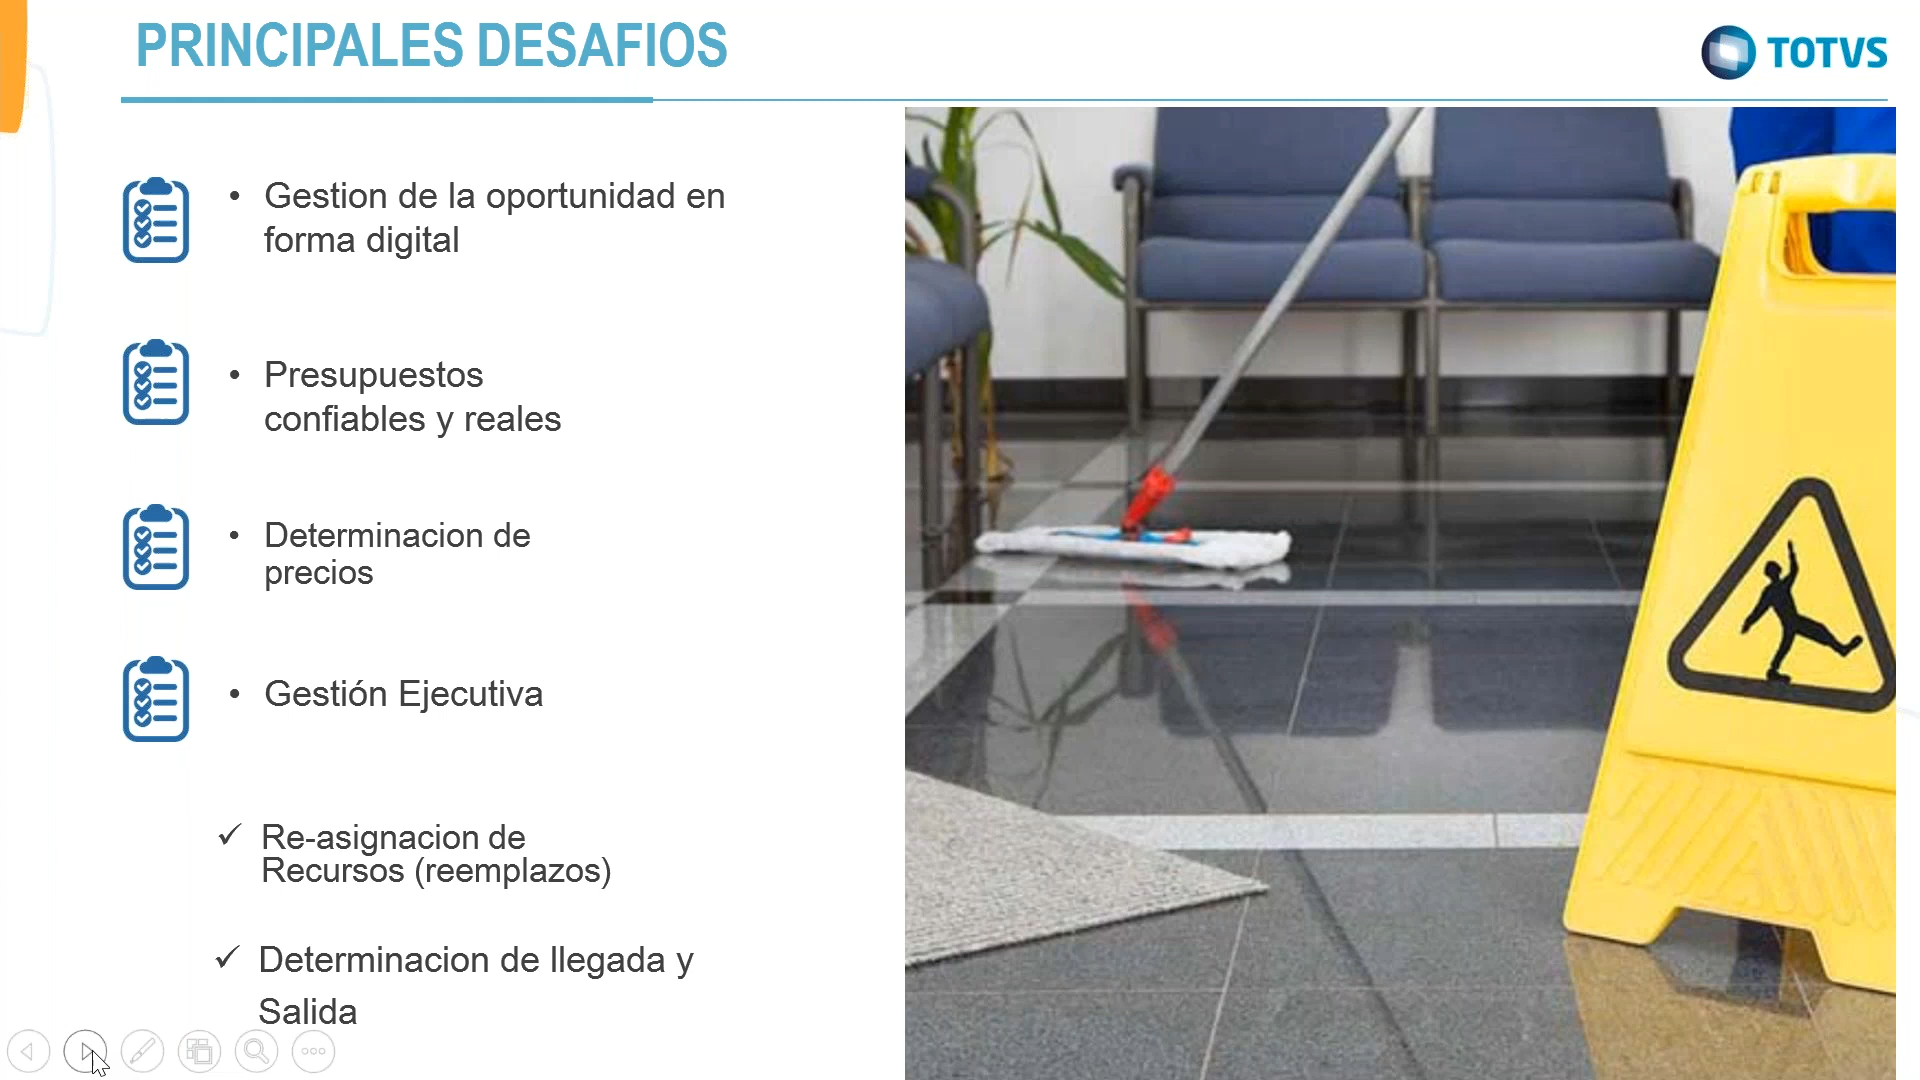 PRINCIPALES DESAFIOS
TOTVS
• Gestion de la oportunidad en
forma digital
• Presupuestos
confiables y reales
• Determinacion de
precios
• Gestión Ejecutiva
✓ Re-asignacion de
Recursos (reemplazos)
✓ Determinacion de llegada y
Salida